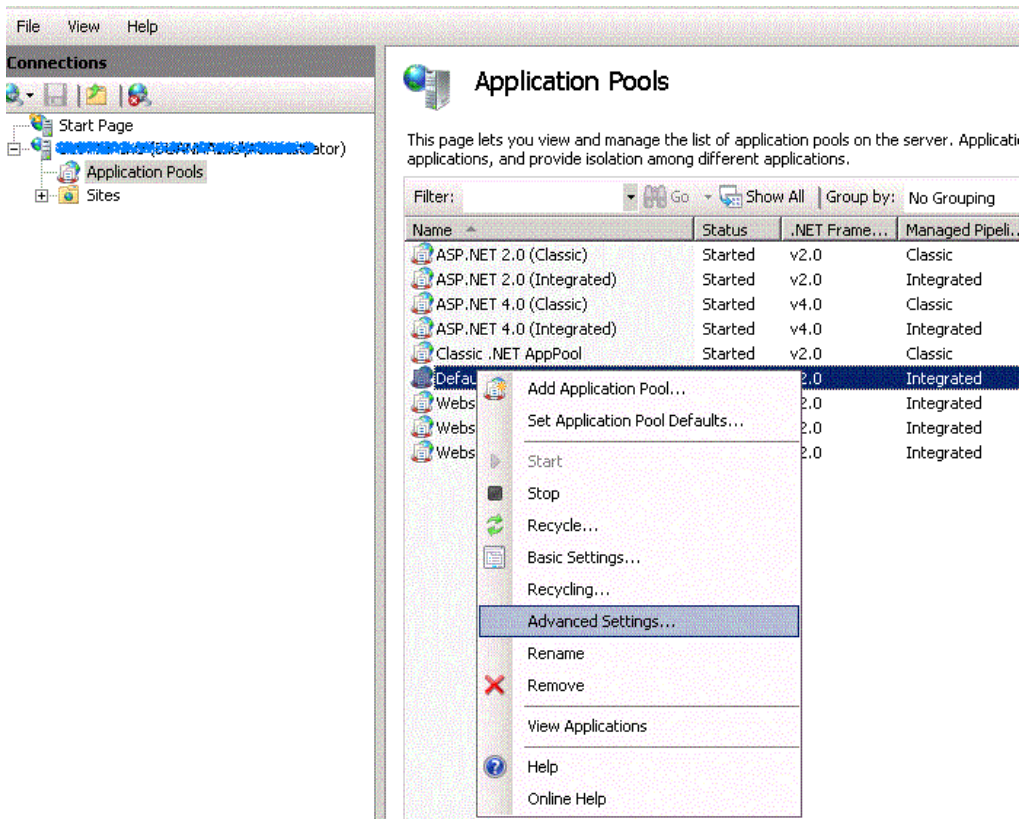 File View Help
Connections
Start Page
ator)
Application Pools
Sites
Application Pools
This page lets you view and manage the list of application pools on the server. Applicati
applications, and provide isolation among different applications.
Filter: Go Show All Group by: No Grouping
Name Status .NET Frame... Managed Pipeli..
ASP.NET 2.0 (Classic) Started v2.0 Classic
ASP.NET 2.0 (Integrated) Started v2.0 Integrated
ASP.NET 4.0 (Classic) Started v4.0 Classic
ASP.NET 4.0 (Integrated) Started v4.0 Integrated
Classic .NET AppPool Started v2.0 Classic
Defau 2.0 Integrated
Webs 2.0 Integrated
Webs 2.0 Integrated
Webs 2.0 Integrated
Add Application Pool...
Set Application Pool Defaults...
Start
Stop
Recycle...
Basic Settings...
Recycling...
Advanced Settings...
Rename
Remove
View Applications
Help
Online Help